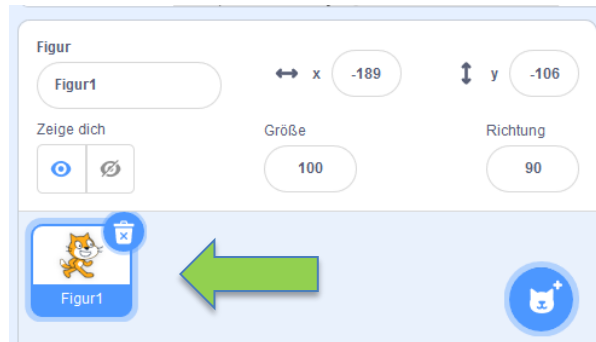 Figur
Figur1
x -189
y -106
Zeige dich
Größe
Richtung
100
90
Figur1